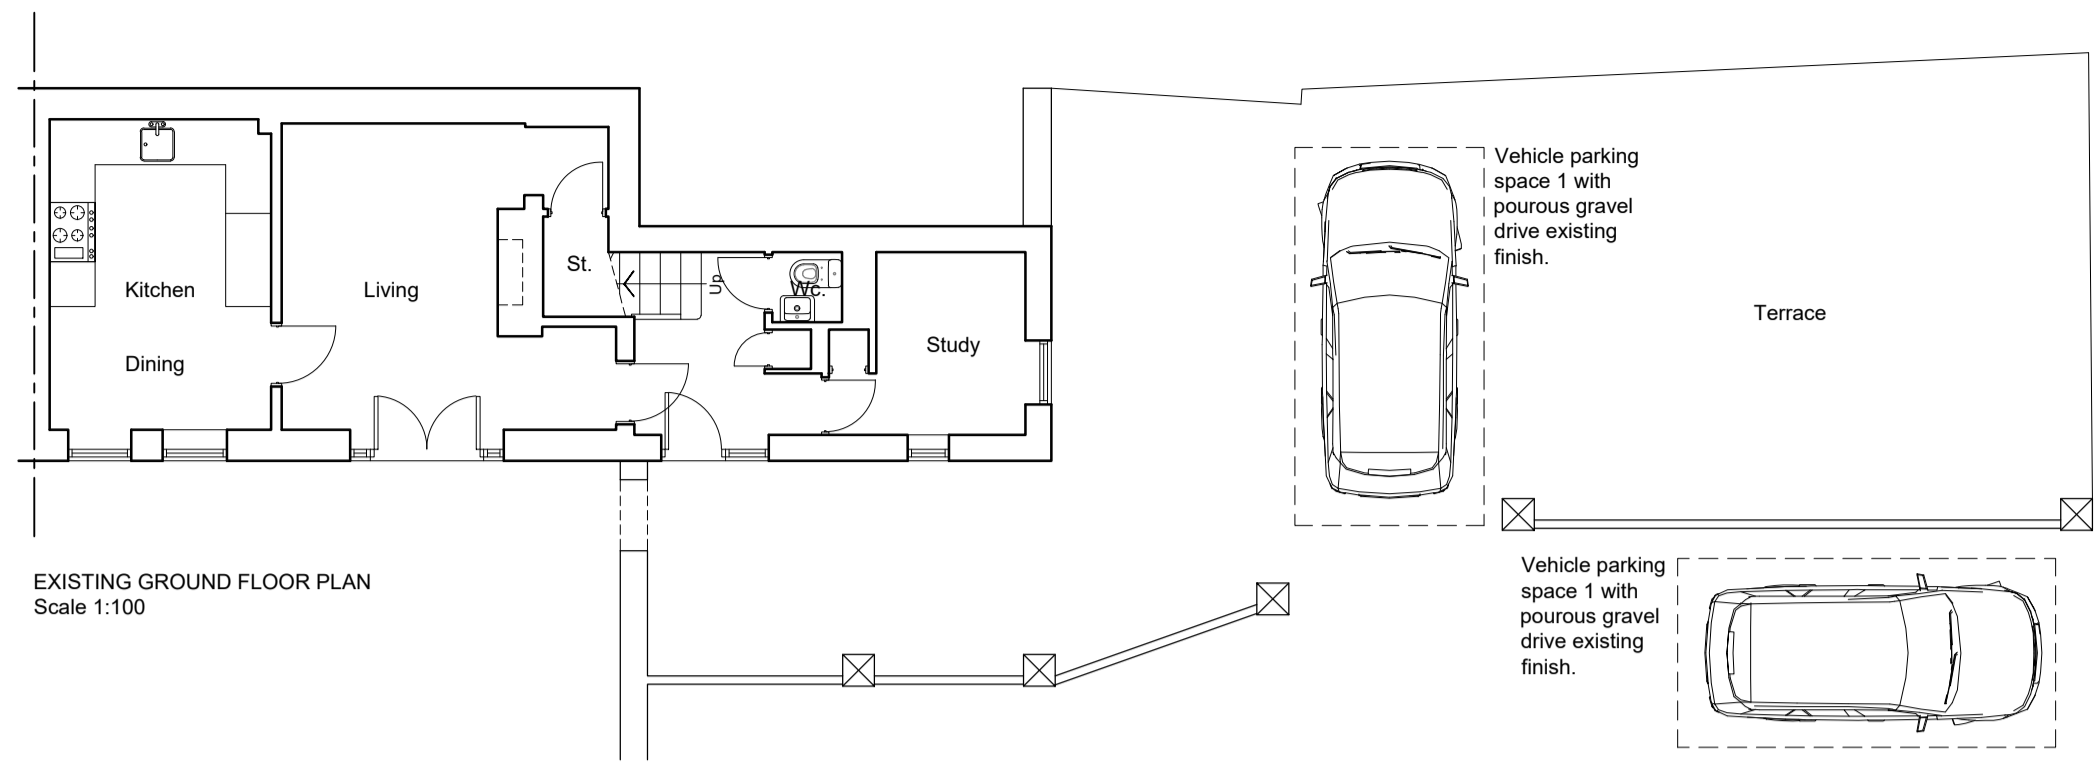 Vehicle parking
space 1 with
pourous gravel
drive existing
finish.
St.
Up
Wc.
Kitchen
Living
Terrace
Study
Dining
EXISTING GROUND FLOOR PLAN
Scale 1:100
Vehicle parking
space 1 with
pourous gravel
drive existing
finish.